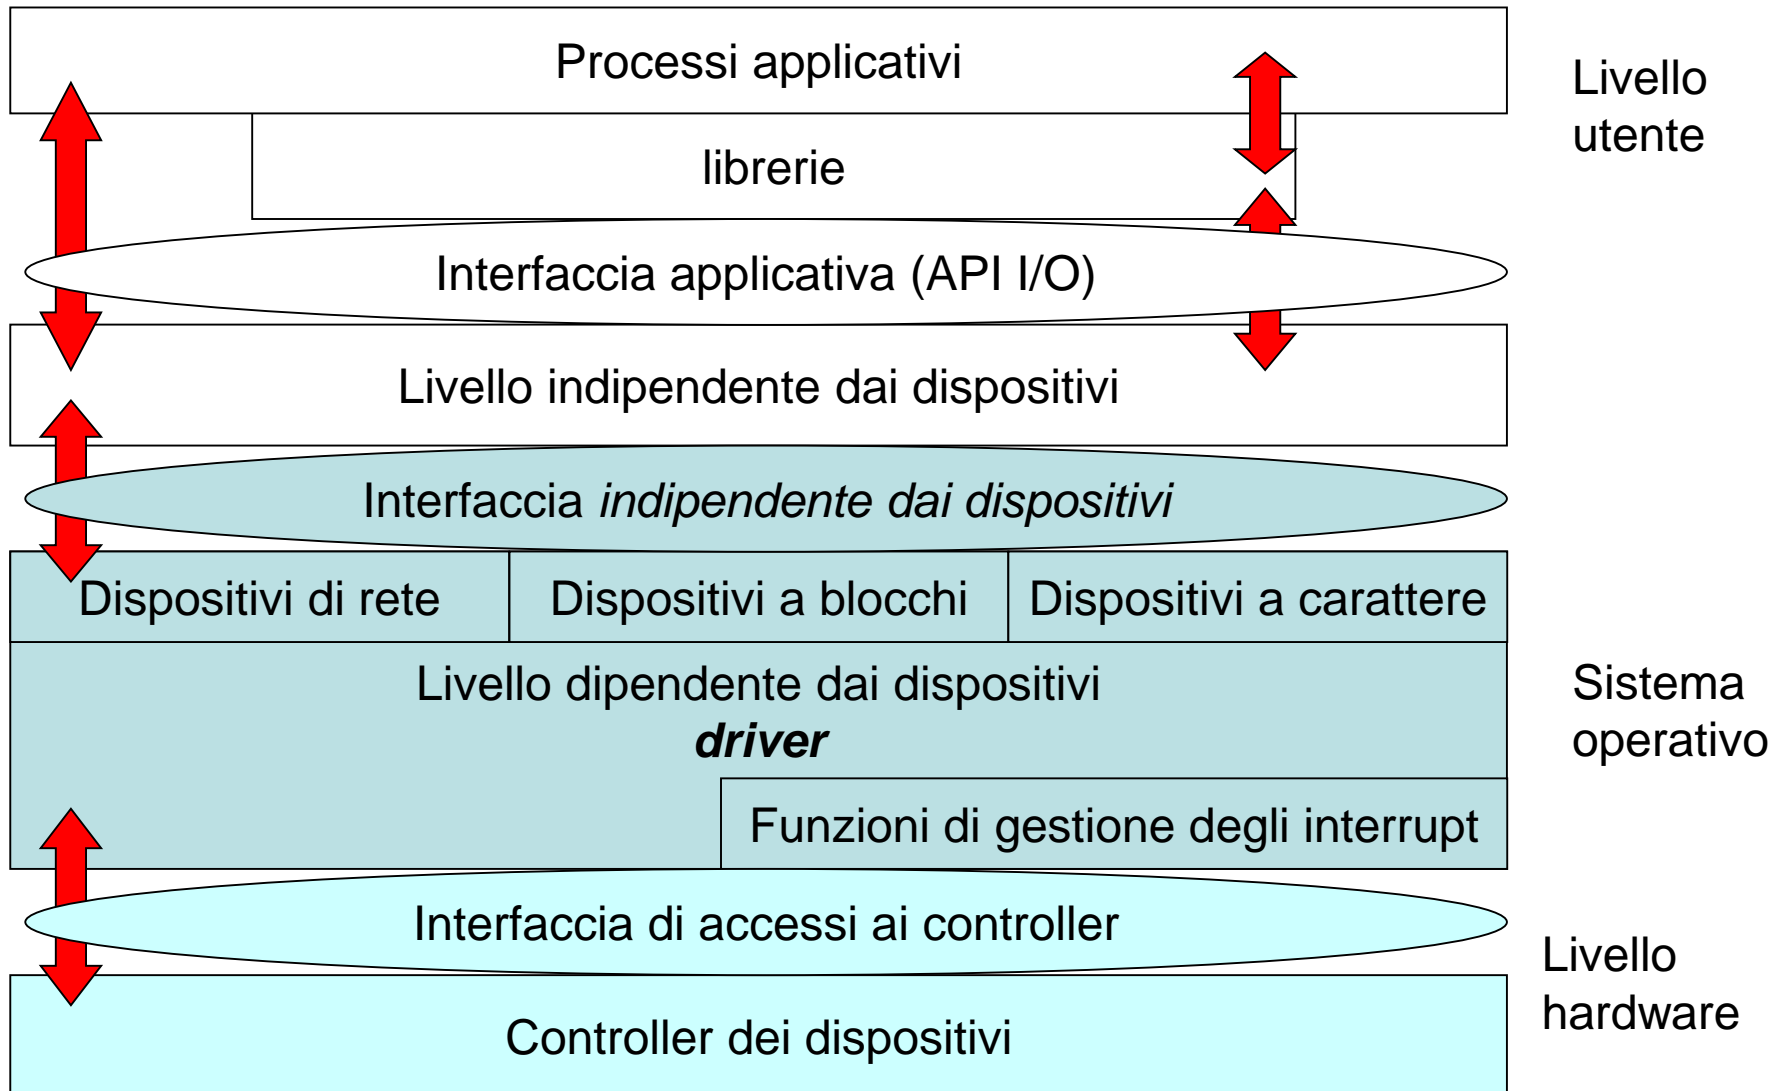 Processi applicativi
Livello
utente
librerie
Interfaccia applicativa (API I/O)
Livello indipendente dai dispositivi
Interfaccia indipendente dai dispositivi
Dispositivi di rete
Dispositivi a blocchi
Dispositivi a carattere
Livello dipendente dai dispositivi
driver
Sistema
operativo
Funzioni di gestione degli interrupt
Interfaccia di accessi ai controller
Livello
hardware
Controller dei dispositivi